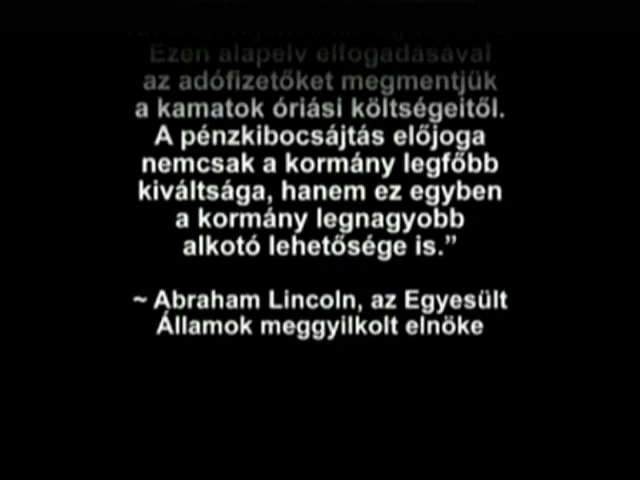 Ezen alapelv elfogadásával
az adófizetőket megmentjük
a kamatok óriási költségeitől.
A pénzkibocsájtás előjoga
nemcsak a kormány legfőbb
kiváltsága, hanem ez egyben
a kormány legnagyobb
alkotó lehetősége is.”
~ Abraham Lincoln, az Egyesült
Államok meggyilkolt elnöke